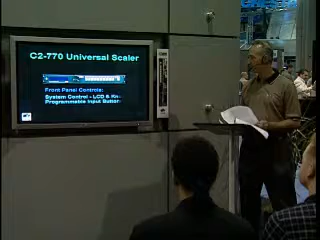 C2-770 Universal Scaler
Front Panel Controls:
System Control - LCD & Kn
Programmable Input Button